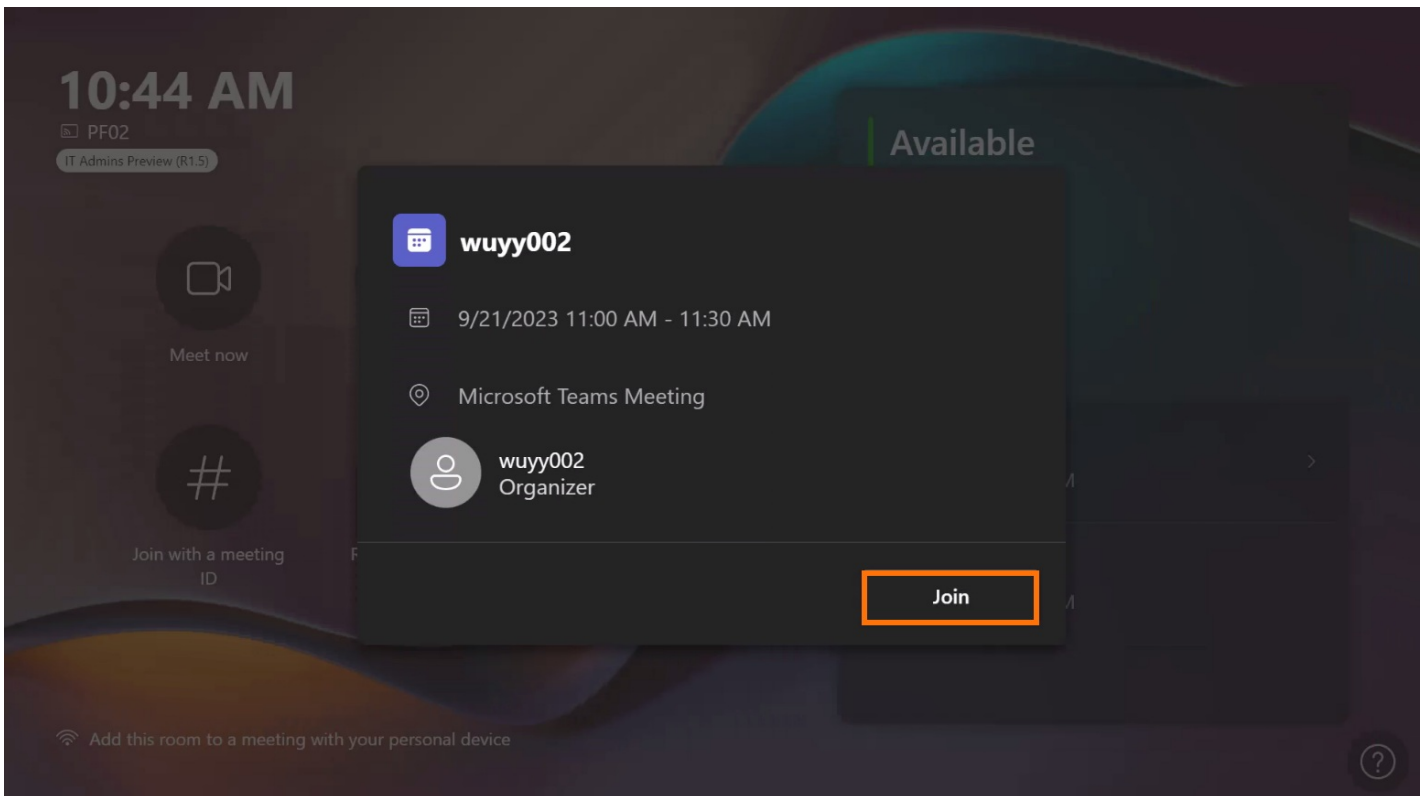 10:44 AM
PF02
IT Admins Preview (R1.5)
Available
Meet now
Join with a meeting
ID
wuyy002
9/21/2023 11:00 AM - 11:30 AM
Microsoft Teams Meeting
wuyy002
Organizer
Join
Add this room to a meeting with your personal device